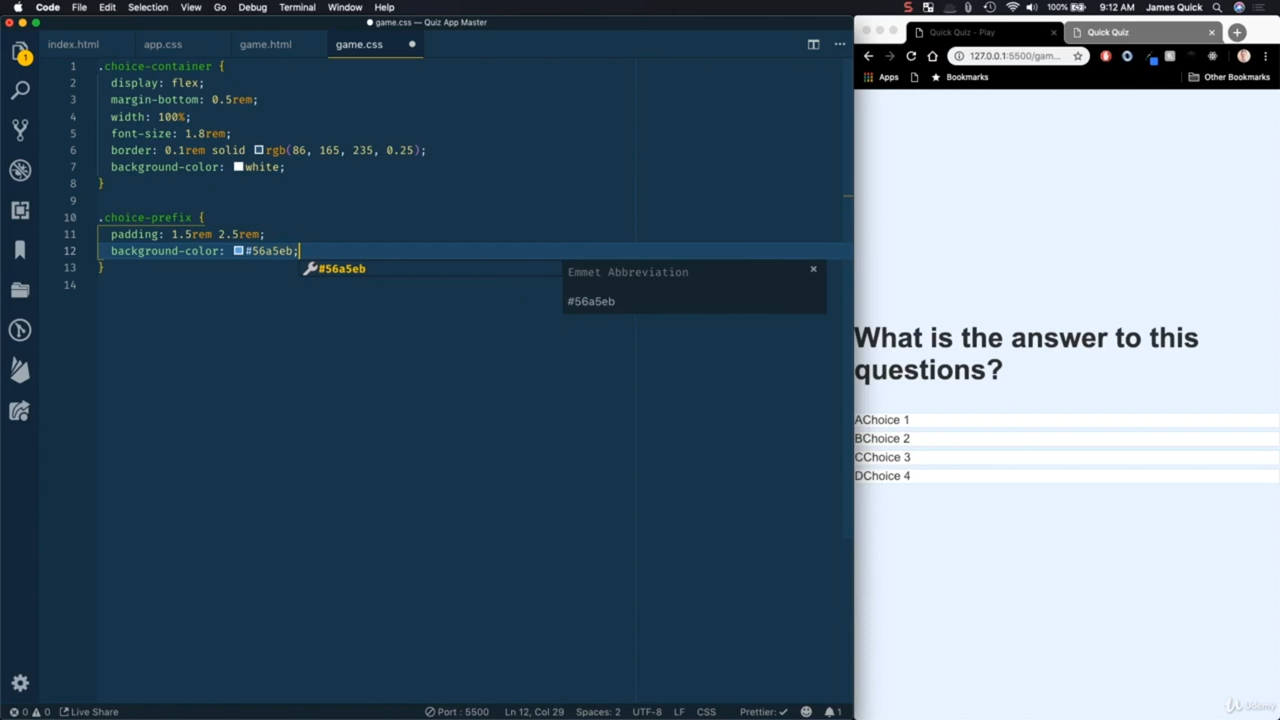 Code File Edit Selection View Go Debug Terminal Window Help 100% 9:12 AM James Quick
game.css — Quiz App Master
index.html app.css game.html game.css
1 .choice-container {
2 display: flex;
3 margin-bottom: 0.5rem;
4 width: 100%;
5 font-size: 1.8rem;
6 border: 0.1rem solid rgb(86, 165, 235, 0.25);
7 background-color: white;
8 }
9
10 .choice-prefix {
11 padding: 1.5rem 2.5rem;
12 background-color: #56a5eb;
13 }
14
#56a5eb
Emmet Abbreviation
#56a5eb
1
0 0 Live Share Port : 5500 Ln 12, Col 29 Spaces: 2 UTF-8 LF CSS Prettier: ✓ 1
Quick Quiz - Play Quick Quiz
127.0.0.1:5500/gam...
Apps Bookmarks Other Bookmarks
What is the answer to this
questions?
AChoice 1
BChoice 2
CChoice 3
DChoice 4
Udemy